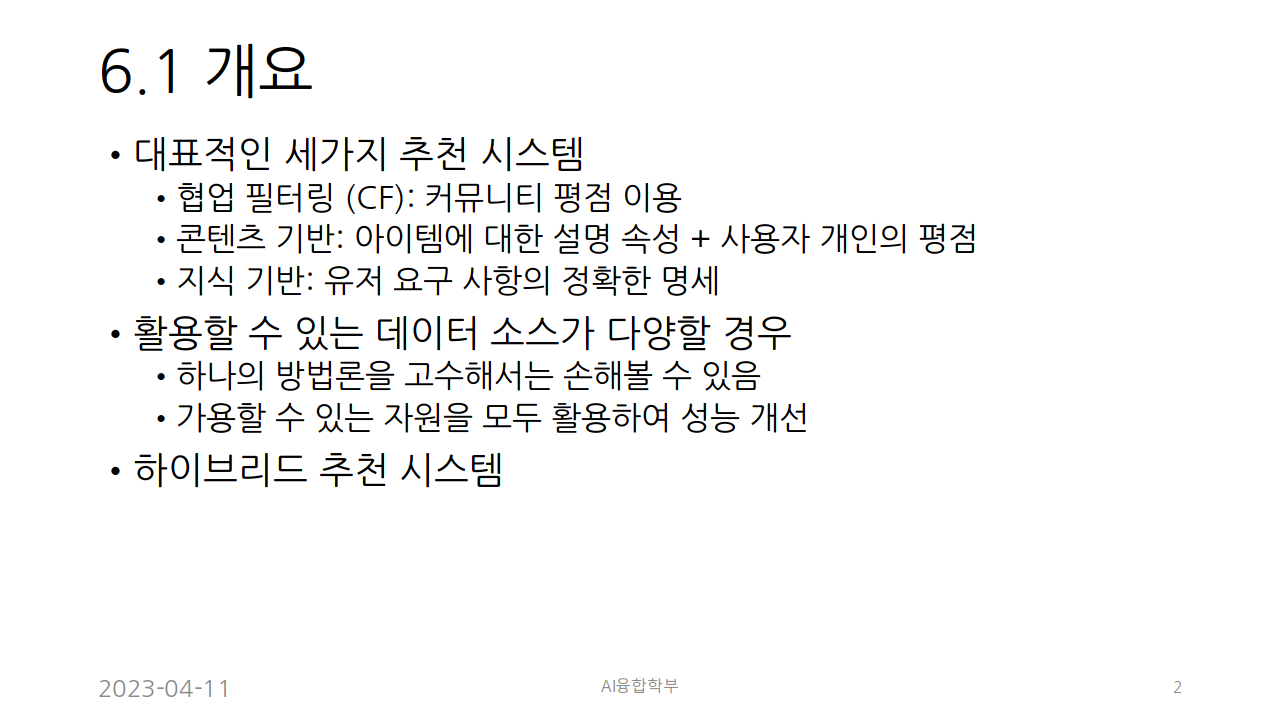 6.1 개요
• 대표적인 세가지 추천 시스템
• 협업 필터링 (CF): 커뮤니티 평점 이용
• 콘텐츠 기반: 아이템에 대한 설명 속성 + 사용자 개인의 평점
• 지식 기반: 유저 요구 사항의 정확한 명세
• 활용할 수 있는 데이터 소스가 다양할 경우
• 하나의 방법론을 고수해서는 손해볼 수 있음
• 가용할 수 있는 자원을 모두 활용하여 성능 개선
• 하이브리드 추천 시스템
2023-04-11
AI융합학부
2